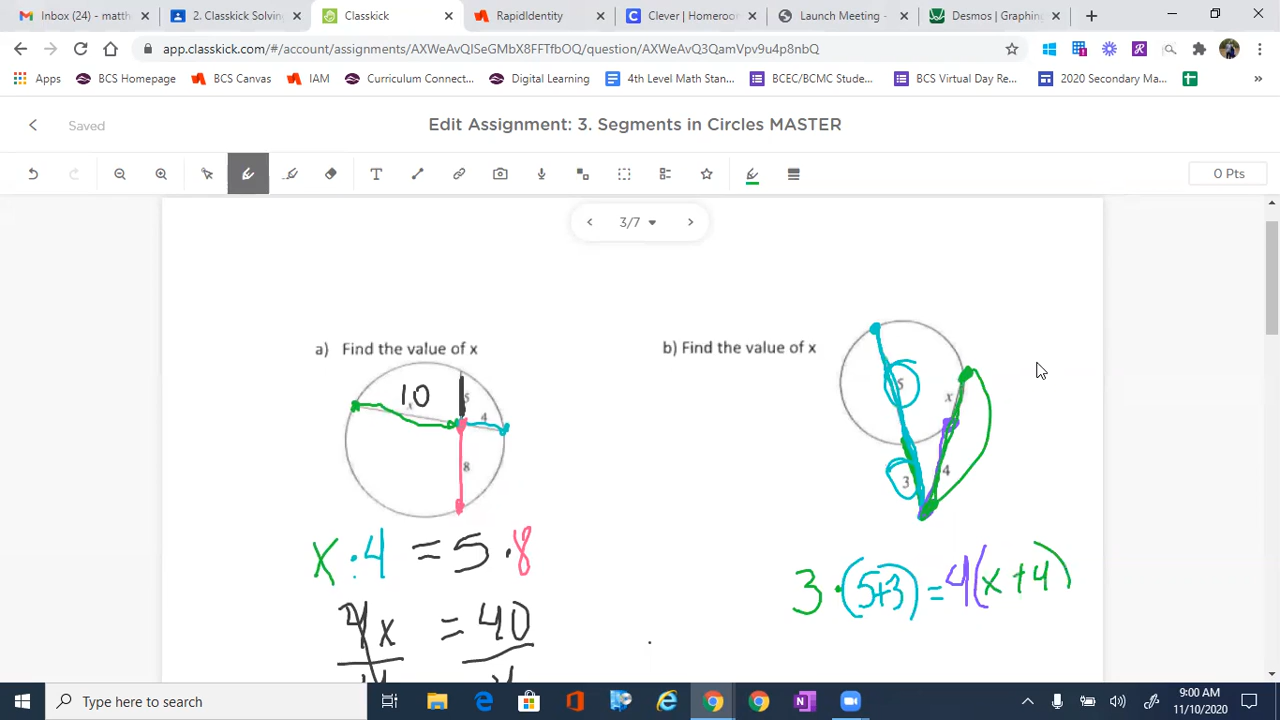 Inbox (24) - matth
2. Classkick Solvin
Classkick
RapidIdentity
Clever | Homeroon
Launch Meeting -
Desmos | Graphing
app.classkick.com/#/account/assignments/AXWeAvQISeGMbX8FFTfbOQ/question/AXWeAvQ3QamVpv9u4p8nbQ
Apps
BCS Homepage
BCS Canvas
IAM
Curriculum Connect...
Digital Learning
4th Level Math Stan...
BCEC/BCMC Stude...
BCS Virtual Day Re...
2020 Secondary Ma...
»
Saved
Edit Assignment: 3. Segments in Circles MASTER
0 Pts
3/7
a) Find the value of x
b) Find the value of x
10
x
5
4
8
5
x
3
4
x · 4 = 5 · 8
4x = 40
3 · (5+3) = 4(x + 4)
Type here to search
9:00 AM
11/10/2020